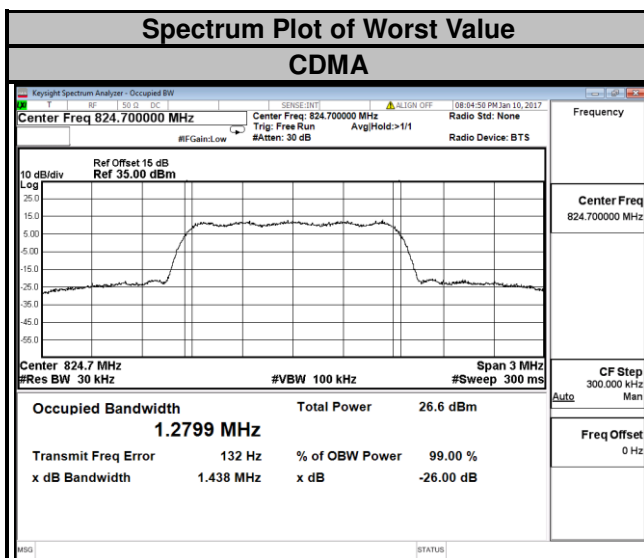 Spectrum Plot of Worst Value
CDMA
Keysight Spectrum Analyzer - Occupied BW
T RF 50 Ω DC SENSE:INT ALIGN OFF 08:04:50 PM Jan 10, 2017
Center Freq 824.700000 MHz
Center Freq: 824.700000 MHz Radio Std: None
Trig: Free Run Avg|Hold:>1/1
#IFGain:Low #Atten: 30 dB Radio Device: BTS
Frequency
Ref Offset 15 dB
10 dB/div Ref 35.00 dBm
Log
25.0
15.0
5.00
-5.00
-15.0
-25.0
-35.0
-45.0
-55.0
Center Freq
824.700000 MHz
Center 824.7 MHz Span 3 MHz
#Res BW 30 kHz #VBW 100 kHz #Sweep 300 ms
CF Step
300.000 kHz
Auto Man
Occupied Bandwidth Total Power 26.6 dBm
1.2799 MHz
Transmit Freq Error 132 Hz % of OBW Power 99.00 %
x dB Bandwidth 1.438 MHz x dB -26.00 dB
Freq Offset
0 Hz
MSG STATUS